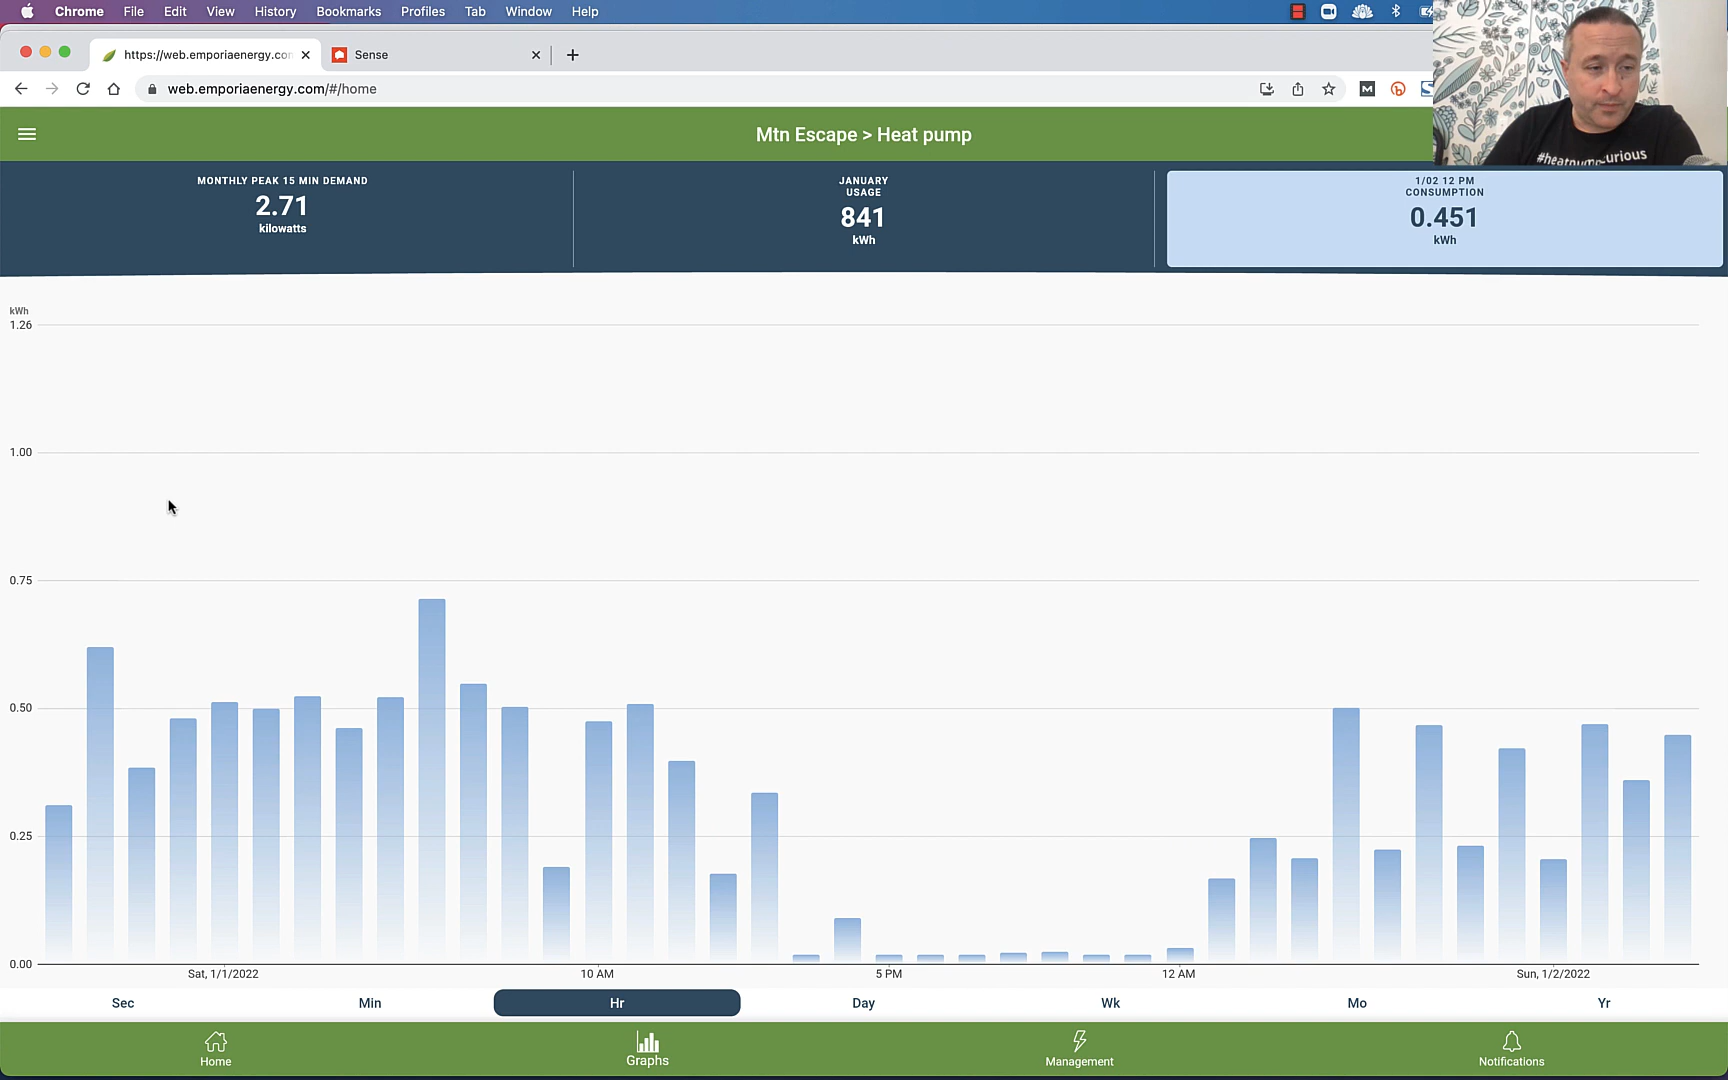 Chrome File Edit View History Bookmarks Profiles Tab Window Help
https://web.emporiaenergy.con
Sense
web.emporiaenergy.com/#/home
Mtn Escape > Heat pump
MONTHLY PEAK 15 MIN DEMAND
2.71
kilowatts
JANUARY
USAGE
841
kWh
1/02 12 PM
CONSUMPTION
0.451
kWh
kWh
1.26
1.00
0.75
0.50
0.25
0.00
Sat, 1/1/2022 10 AM 5 PM 12 AM Sun, 1/2/2022
Sec Min Hr Day Wk Mo Yr
Home Graphs Management Notifications